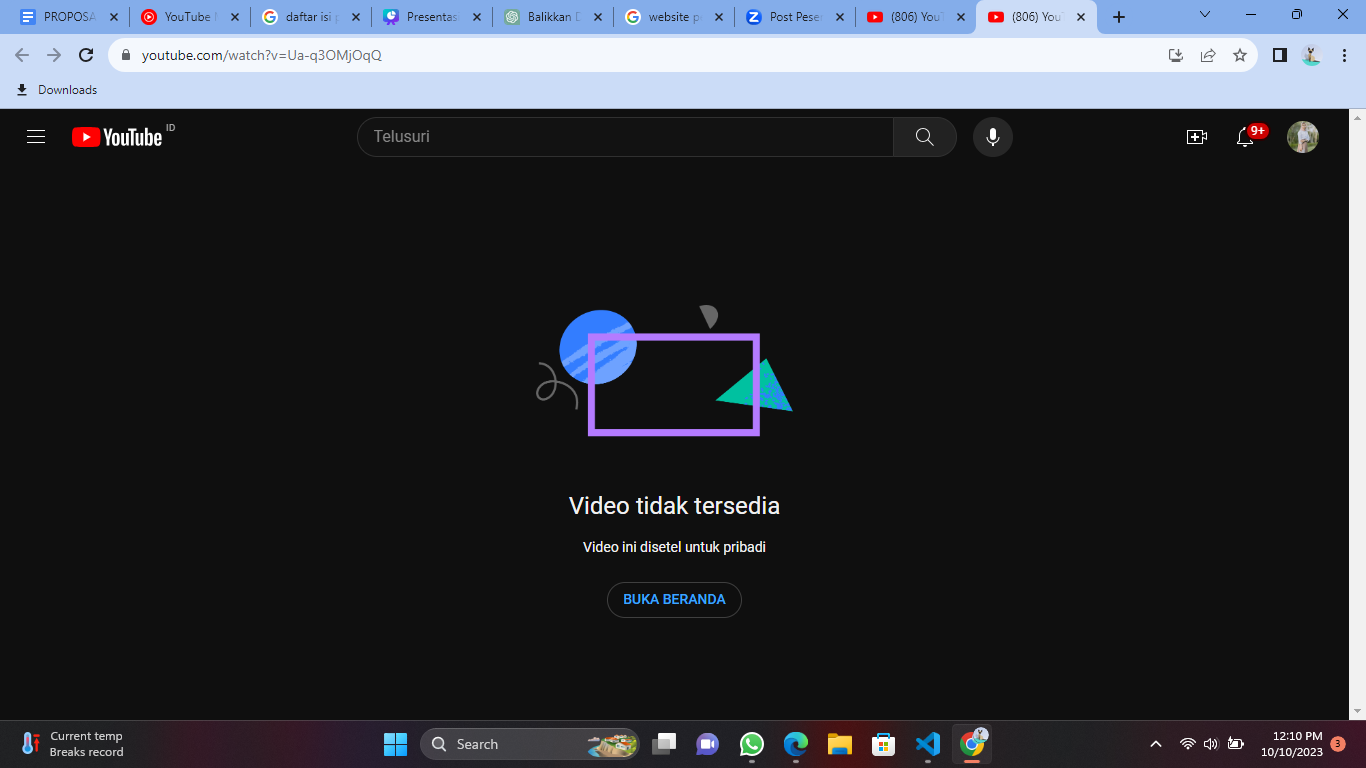 PROPOSA
YouTube
daftar isi p
Presentas
Balikkan D
website p
Post Peser
(806) YouT
(806) YouT
youtube.com/watch?v=Ua-q3OMjOqQ
Downloads
YouTube ID
Telusuri
9+
Video tidak tersedia
Video ini disetel untuk pribadi
BUKA BERANDA
Current temp
Breaks record
Search
12:10 PM
10/10/2023
3